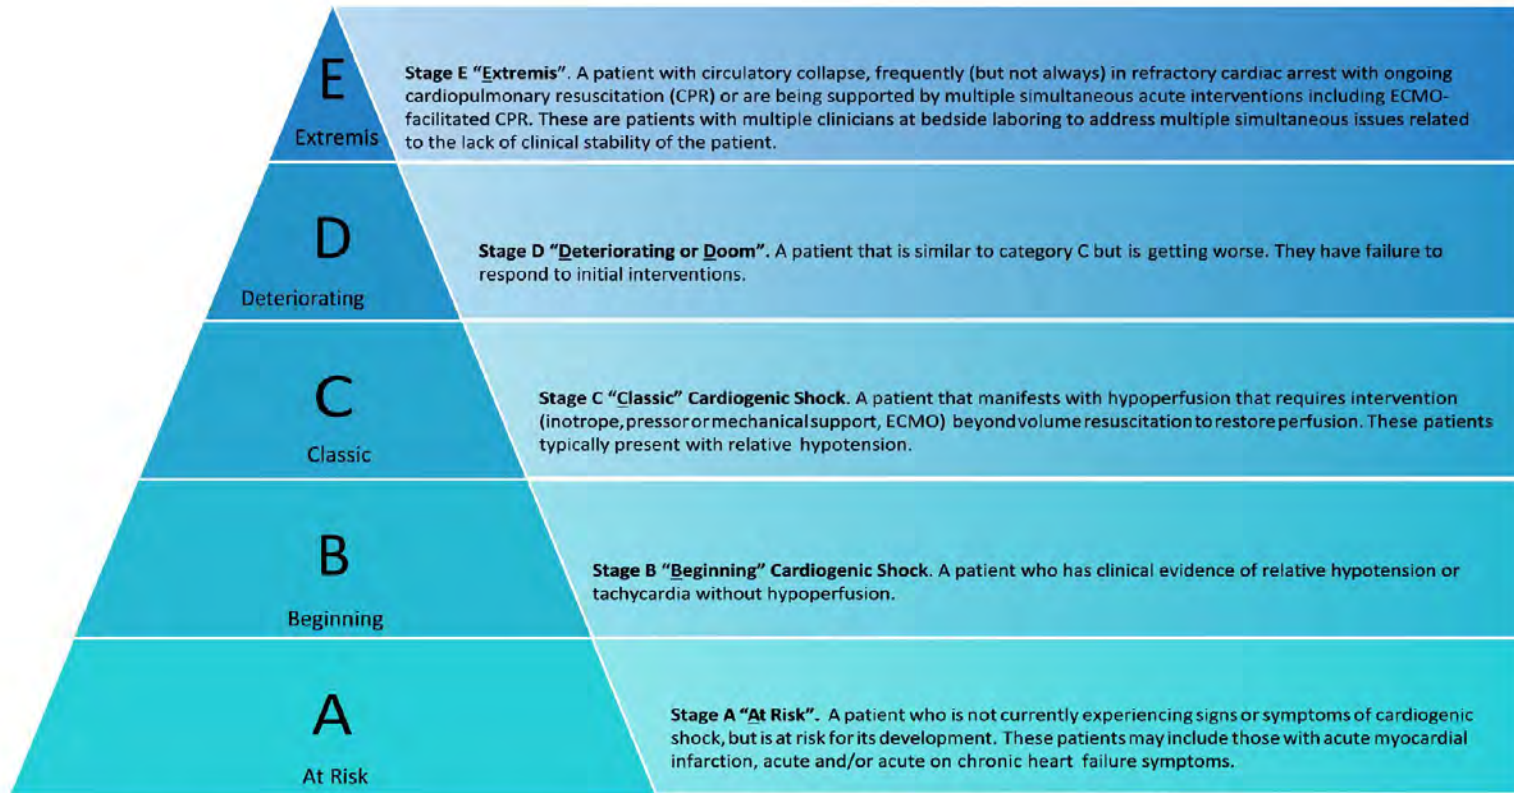 E
Extremis
Stage E "Extremis". A patient with circulatory collapse, frequently (but not always) in refractory cardiac arrest with ongoing
cardiopulmonary resuscitation (CPR) or are being supported by multiple simultaneous acute interventions including ECMO-
facilitated CPR. These are patients with multiple clinicians at bedside laboring to address multiple simultaneous issues related
to the lack of clinical stability of the patient.
D
Deteriorating
Stage D "Deteriorating or Doom". A patient that is similar to category C but is getting worse. They have failure to
respond to initial interventions.
C
Classic
Stage C "Classic" Cardiogenic Shock. A patient that manifests with hypoperfusion that requires intervention
(inotrope, pressor or mechanical support, ECMO) beyond volume resuscitation to restore perfusion. These patients
typically present with relative hypotension.
B
Beginning
Stage B "Beginning" Cardiogenic Shock. A patient who has clinical evidence of relative hypotension or
tachycardia without hypoperfusion.
A
At Risk
Stage A "At Risk". A patient who is not currently experiencing signs or symptoms of cardiogenic
shock, but is at risk for its development. These patients may include those with acute myocardial
infarction, acute and/or acute on chronic heart failure symptoms.